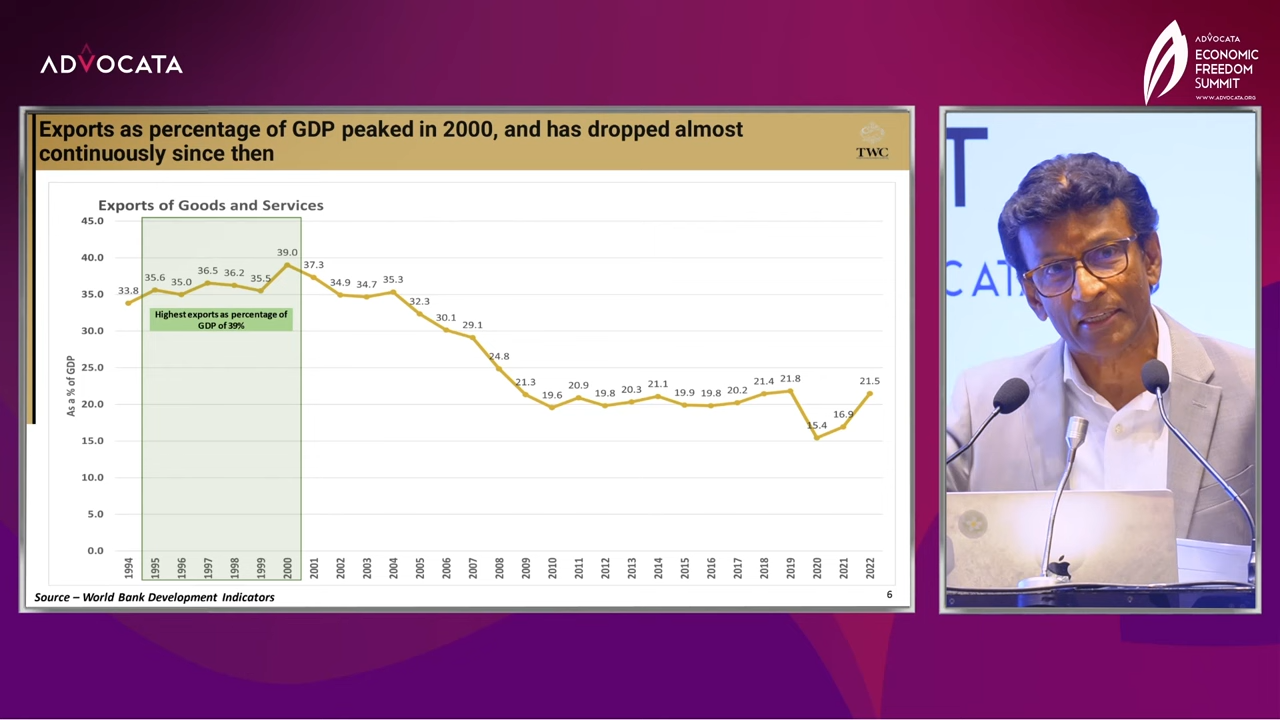 ADVOCATA
ADVOCATA
ECONOMIC
FREEDOM
SUMMIT
WWW.ADVOCATA.ORG
Exports as percentage of GDP peaked in 2000, and has dropped almost
continuously since then
TWC
Exports of Goods and Services
As a % of GDP
45.0
40.0
35.0
30.0
25.0
20.0
15.0
10.0
5.0
0.0
33.8 35.6 35.0 36.5 36.2 35.5 39.0 37.3 34.9 34.7 35.3 32.3 30.1 29.1 24.8 21.3 19.6 20.9 19.8 20.3 21.1 19.9 19.8 20.2 21.4 21.8 15.4 16.9 21.5
Highest exports as percentage of
GDP of 39%
1994 1995 1996 1997 1998 1999 2000 2001 2002 2003 2004 2005 2006 2007 2008 2009 2010 2011 2012 2013 2014 2015 2016 2017 2018 2019 2020 2021 2022
Source – World Bank Development Indicators
6
T
CAT